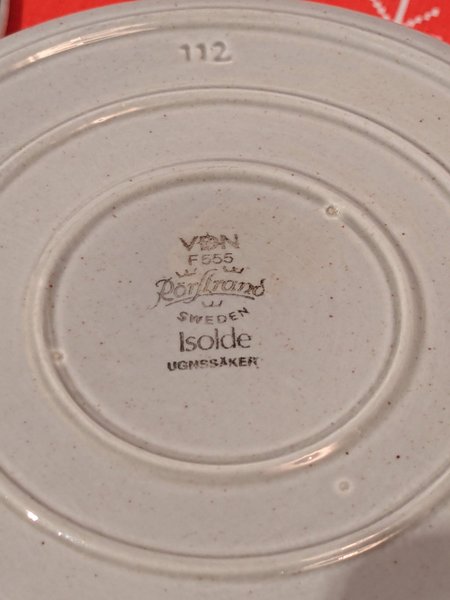 112
VDN
F555
Rörstrand
SWEDEN
Isolde
UGNSSÄKER